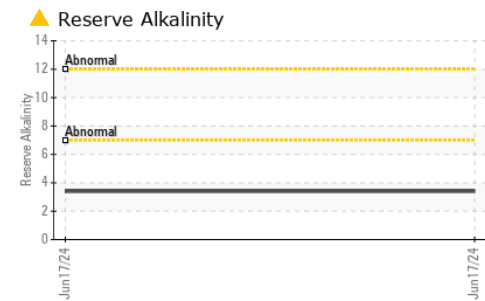 Reserve Alkalinity
14
Abnormal
12
10
Abnormal
8
6
4
2
0
Reserve Alkalinity
Jun17/24
Jun17/24